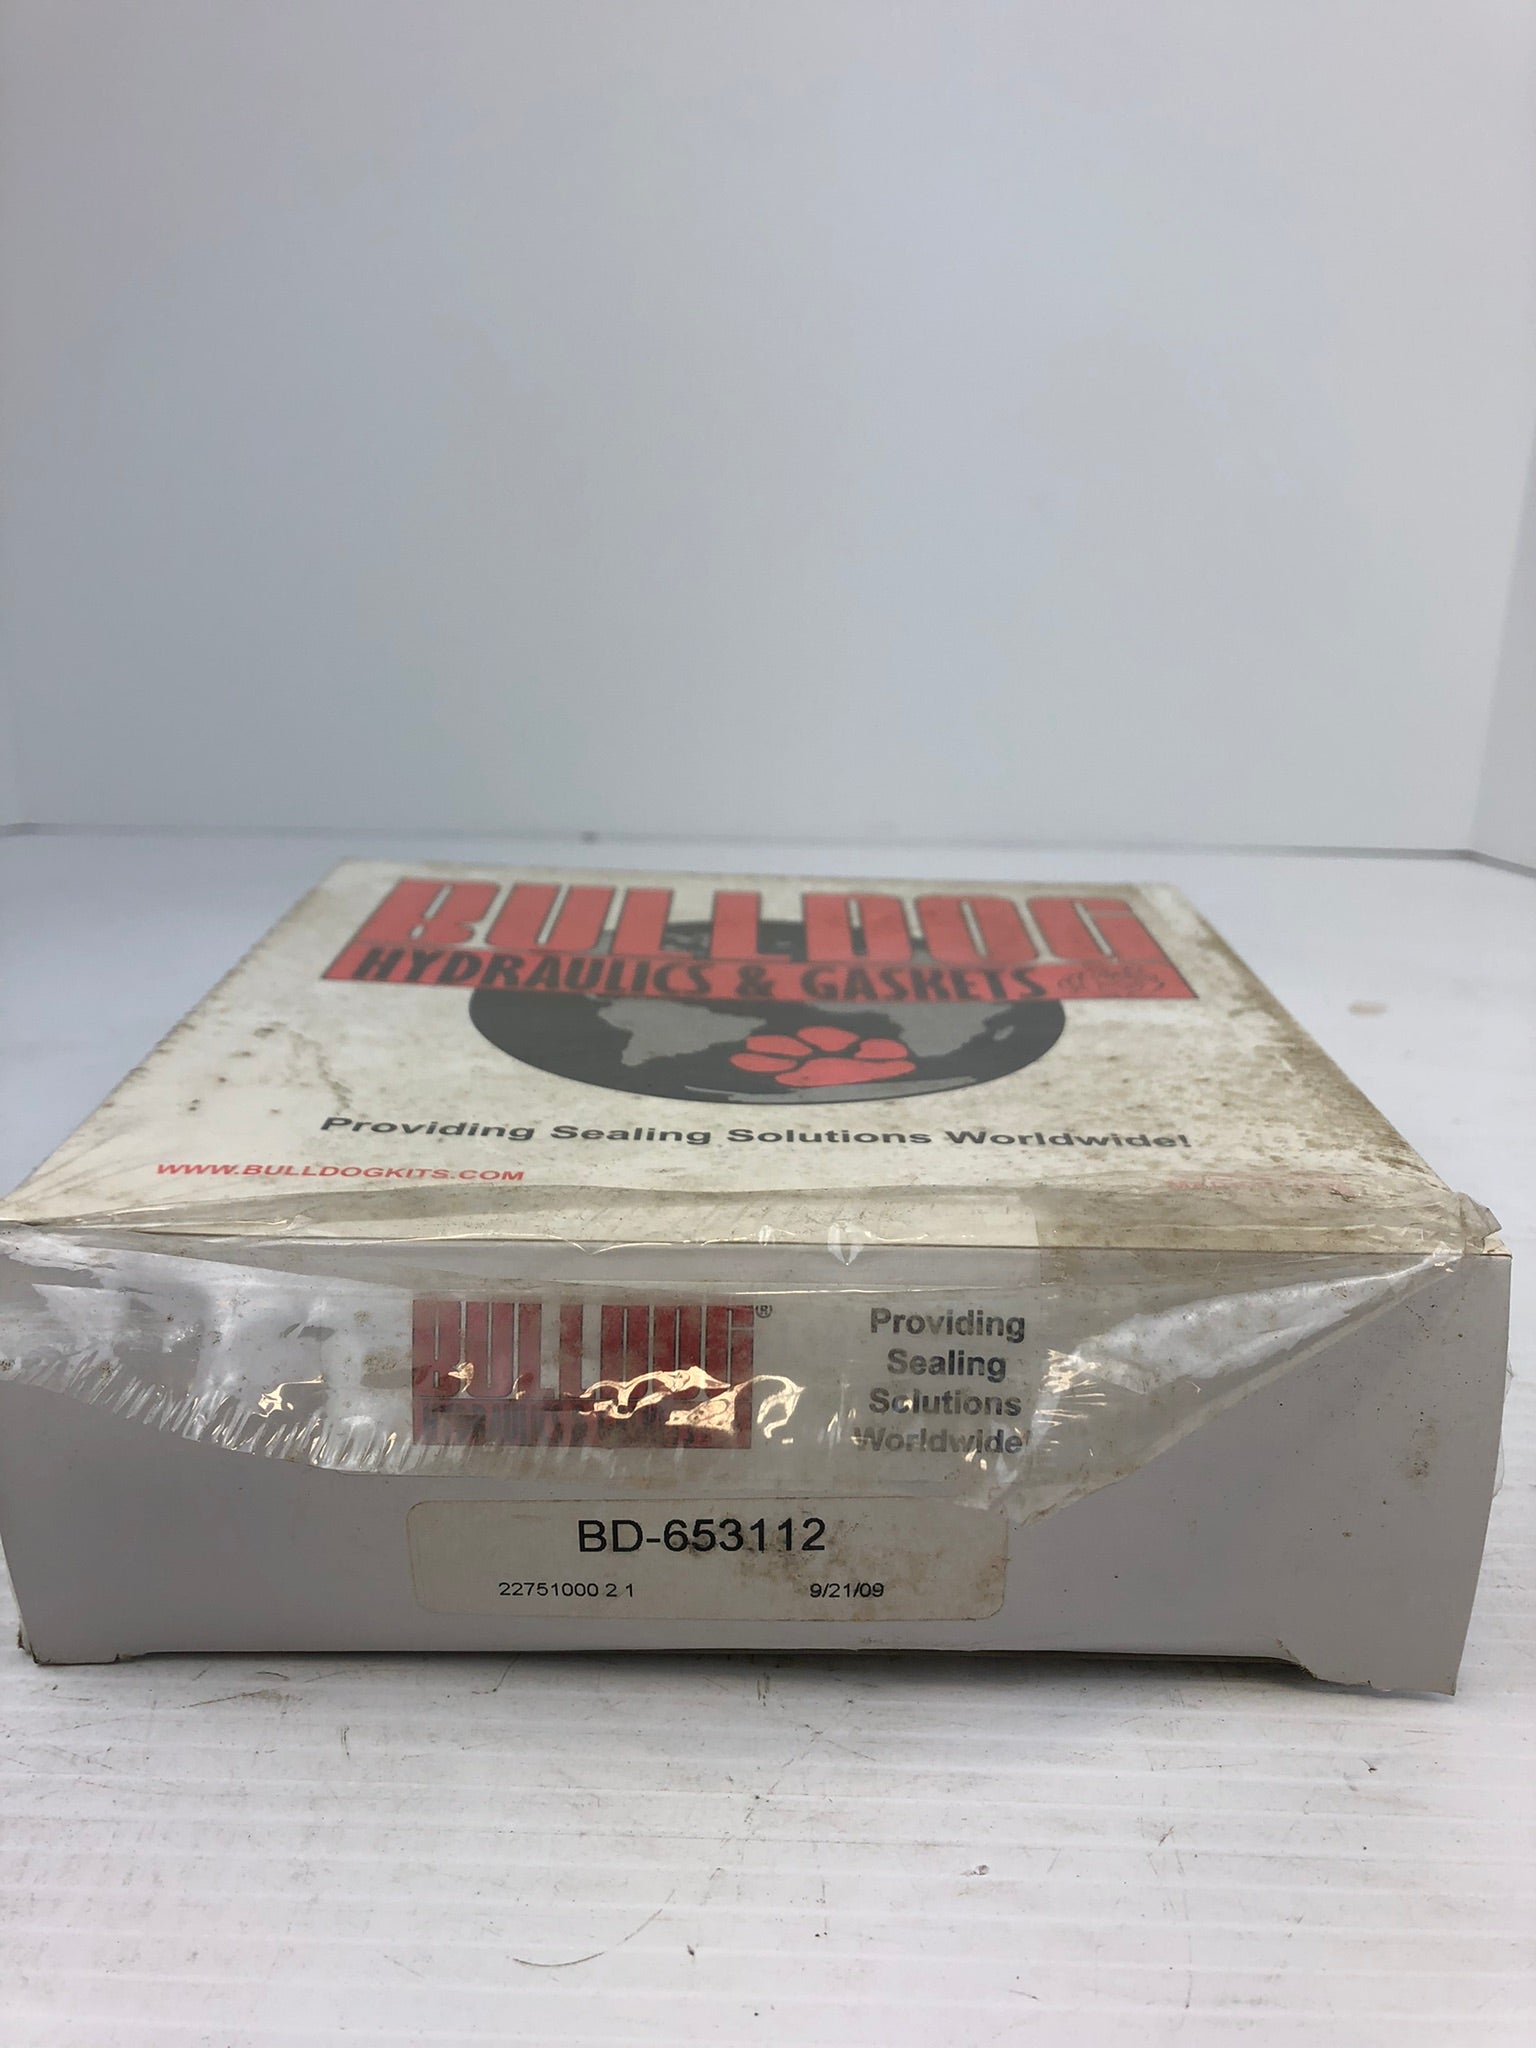 BULLDOG
HYDRAULICS & GASKETS
Providing Sealing Solutions Worldwide!
WWW.BULLDOGKITS.COM
BULLDOG®
Providing
Sealing
Solutions
Worldwide!
BD-653112
22751000 2 1 9/21/09